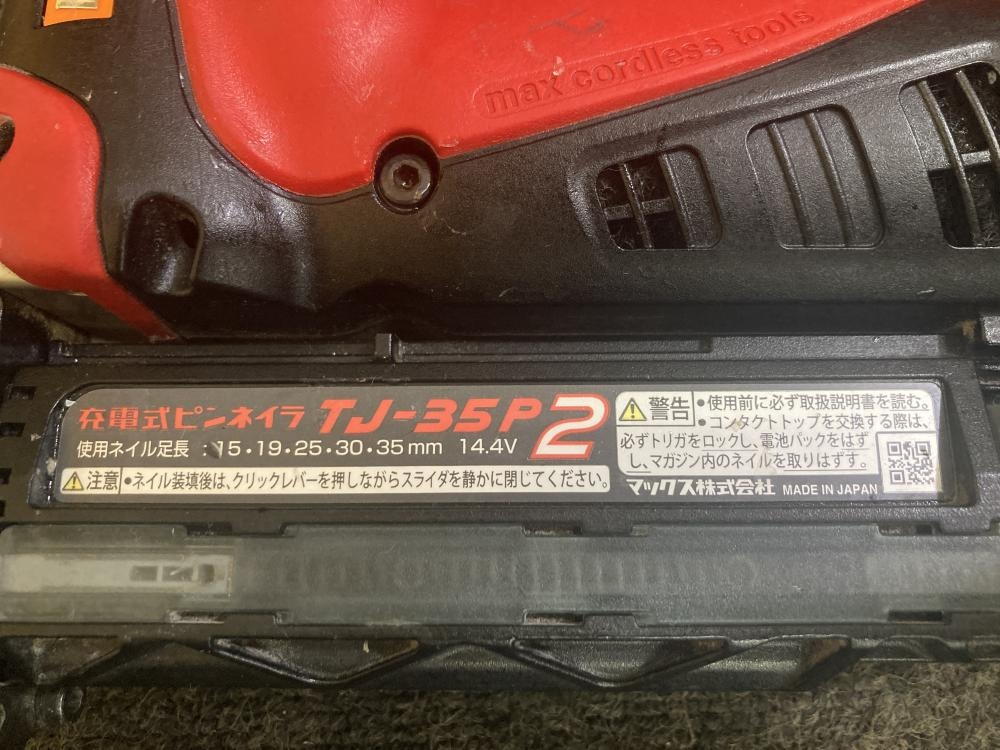 max cordless tools
充電式ピンネイラ TJ-35P2
使用ネイル足長 : 15・19・25・30・35mm 14.4V
⚠注意 •ネイル装填後は、クリックレバーを押しながらスライダを静かに閉じてください。
⚠警告 •使用前に必ず取扱説明書を読む。
•コンタクトトップを交換する際は、
必ずトリガをロックし、電池パックをはず
し、マガジン内のネイルを取りはずす。
マックス株式会社 MADE IN JAPAN